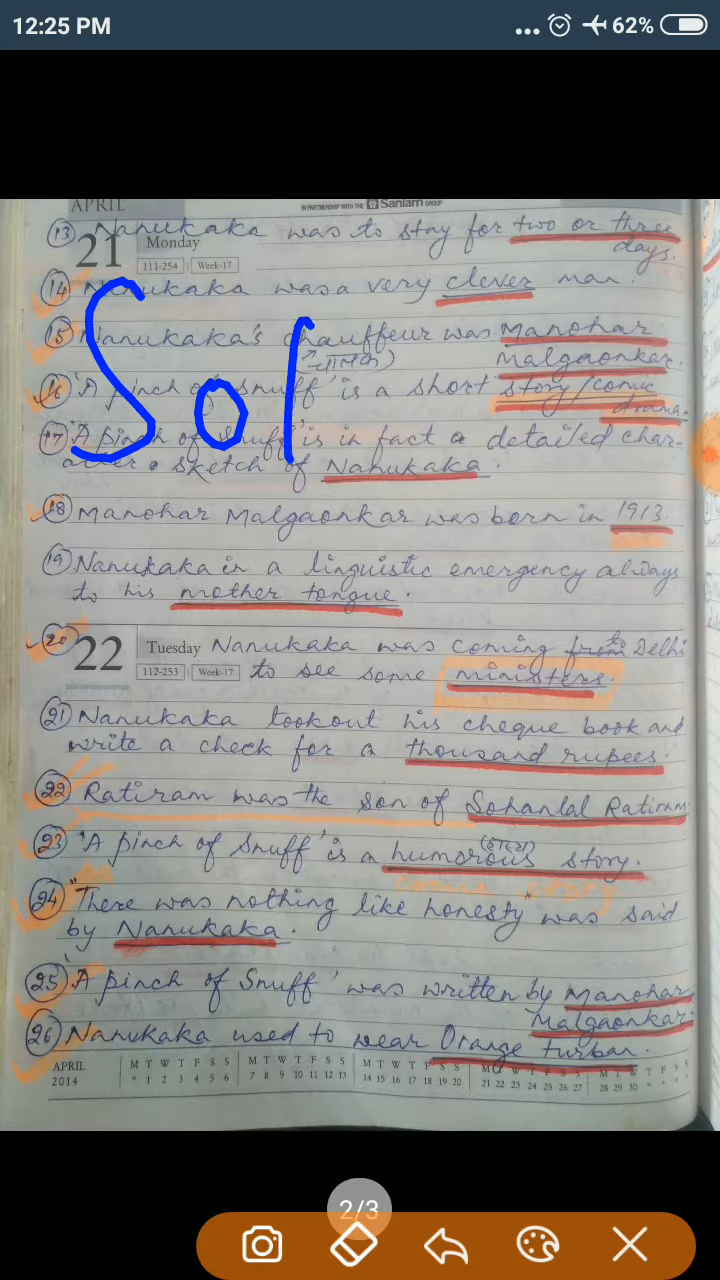 12:25 PM
62%
APRIL
IN PARTNERSHIP WITH THE Sanlam GROUP
(13) Nanukaka was to stay for two or three
21 Monday
days.
111-254 Week-17
(14) Nanukaka was a very clever man.
(15) Nanukaka's chauffeur was Manohar
Malgaonkar.
(16) 'A pinch of snuff' is a short story/comic
drama.
(17) 'A pinch of snuff' is in fact a detailed char-
acter sketch of Nanukaka.
Sol
(18) Manohar Malgaonkar was born in 1913
(19) Nanukaka in a linguistic emergency always
to his mother tongue.
(20) 22 Tuesday Nanukaka was coming from to Delhi
112-253 Week-17 to see some ministers.
(21) Nanukaka took out his cheque book and
write a check for a thousand rupees.
(22) Ratiram was the son of Sohanlal Ratiram
(23) 'A pinch of Snuff' is a humorous story.
(24) "There was nothing like honesty" was said
by Nanukaka.
(25) 'A pinch of Snuff' was written by Manohar
Malgaonkar.
(26) Nanukaka used to wear Orange turban.
APRIL M T W T F S S M T W T F S S M T W T F S S M T W T F S S M T W T F S S
2014 * 1 2 3 4 5 6 7 8 9 10 11 12 13 14 15 16 17 18 19 20 21 22 23 24 25 26 27 28 29 30 * * * *
2/3